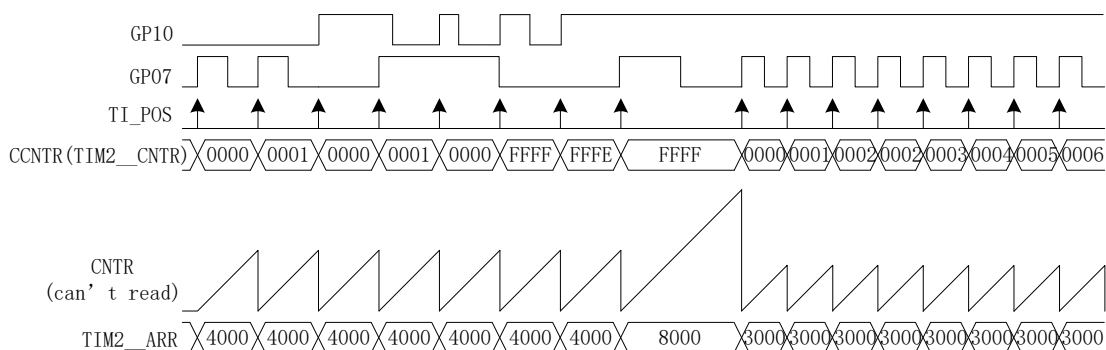 GP10
GP07
TI_POS
CCNTR(TIM2__CNTR) 0000 0001 0000 0001 0000 FFFF FFFE FFFF 0000 0001 0002 0002 0003 0004 0005 0006
CNTR
(can't read)
TIM2__ARR 4000 4000 4000 4000 4000 4000 4000 8000 3000 3000 3000 3000 3000 3000 3000 3000